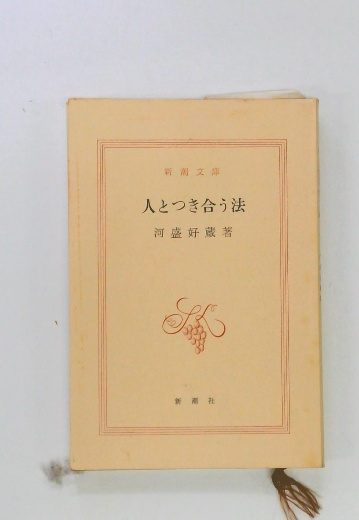 新潮文庫
人とつき合う法
河盛好蔵著
新潮社